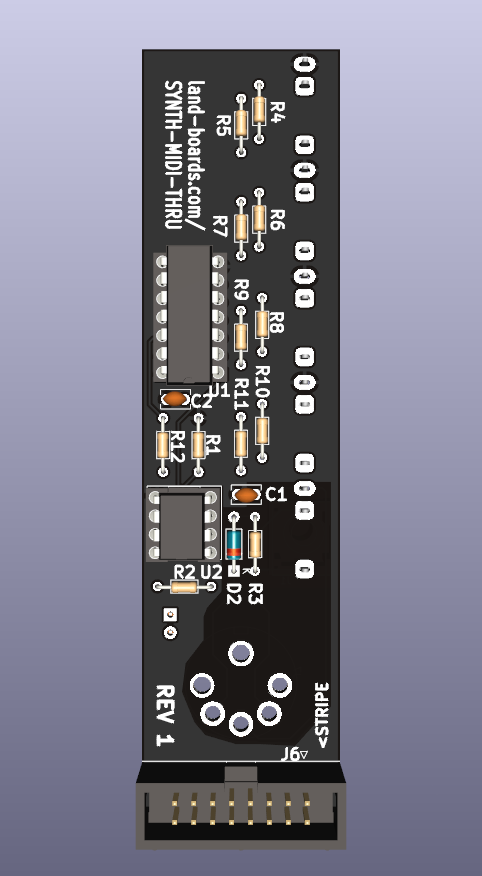 land-boards.com/
SYNTH-MIDI-THRU
R4
R5
R6
R7
R9
R8
U1
C2
R11
R10
R12
R1
C1
R2
U2
K
D2
R3
REV 1
<STRIPE
J6